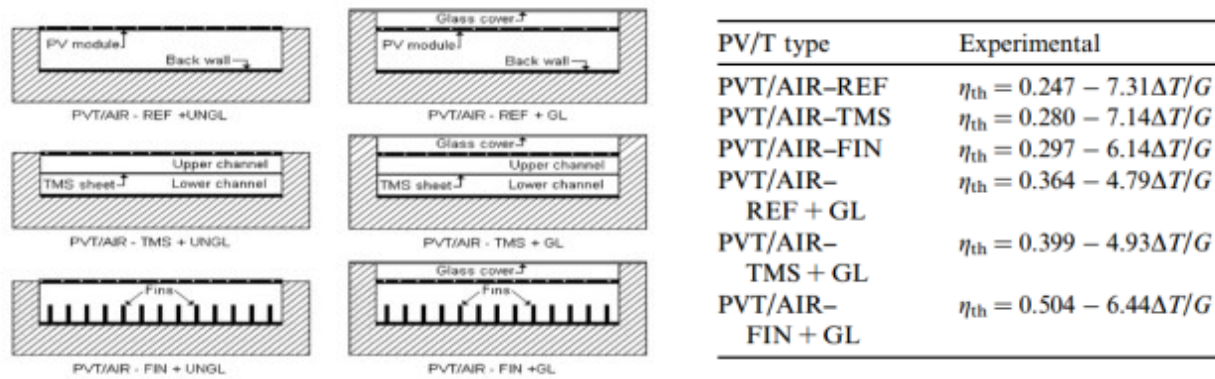 Glass cover
PV module
Back wall
PVT/AIR - REF +UNGL
PV module
Back wall
PVT/AIR - REF + GL
Upper channel
TMS sheet
Lower channel
PVT/AIR - TMS + UNGL
Glass cover
Upper channel
TMS sheet
Lower channel
PVT/AIR - TMS + GL
Fins
PVT/AIR - FIN + UNGL
Glass cover
Fins
PVT/AIR - FIN +GL
PV/T type Experimental
PVT/AIR–REF ηth = 0.247 − 7.31ΔT/G
PVT/AIR–TMS ηth = 0.280 − 7.14ΔT/G
PVT/AIR–FIN ηth = 0.297 − 6.14ΔT/G
PVT/AIR– ηth = 0.364 − 4.79ΔT/G
REF + GL
PVT/AIR– ηth = 0.399 − 4.93ΔT/G
TMS + GL
PVT/AIR– ηth = 0.504 − 6.44ΔT/G
FIN + GL